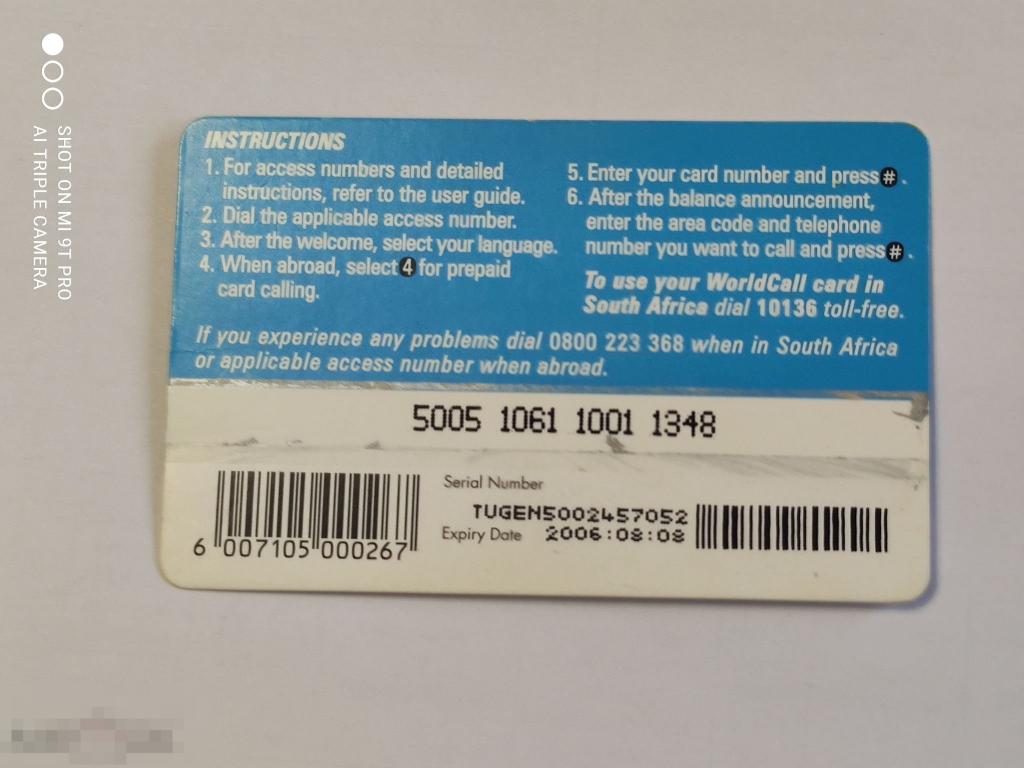 SHOT ON MI 9T PRO
AI TRIPLE CAMERA
INSTRUCTIONS
1. For access numbers and detailed
instructions, refer to the user guide.
2. Dial the applicable access number.
3. After the welcome, select your language.
4. When abroad, select 4 for prepaid
card calling.
5. Enter your card number and press # .
6. After the balance announcement,
enter the area code and telephone
number you want to call and press # .
To use your WorldCall card in
South Africa dial 10136 toll-free.
If you experience any problems dial 0800 223 368 when in South Africa
or applicable access number when abroad.
5005 1061 1001 1348
6 007105 000267
Serial Number
TUGEN5002457052
Expiry Date 2006:08:08